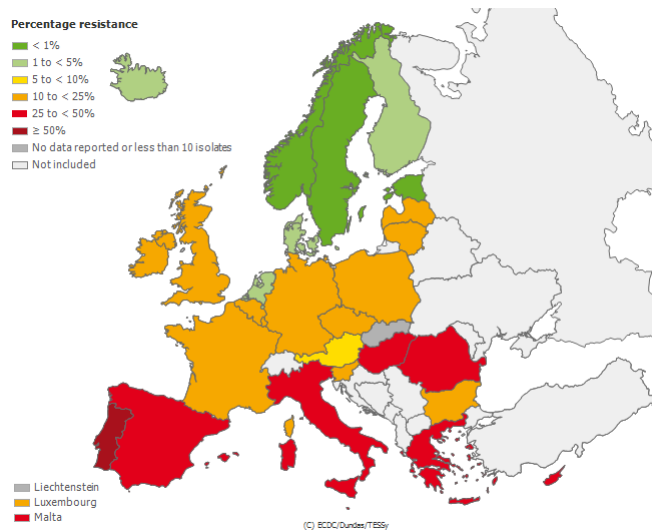 Percentage resistance
< 1%
1 to < 5%
5 to < 10%
10 to < 25%
25 to < 50%
≥ 50%
No data reported or less than 10 isolates
Not included
Liechtenstein
Luxembourg
Malta
(C) ECDC/Dundas/TESSy